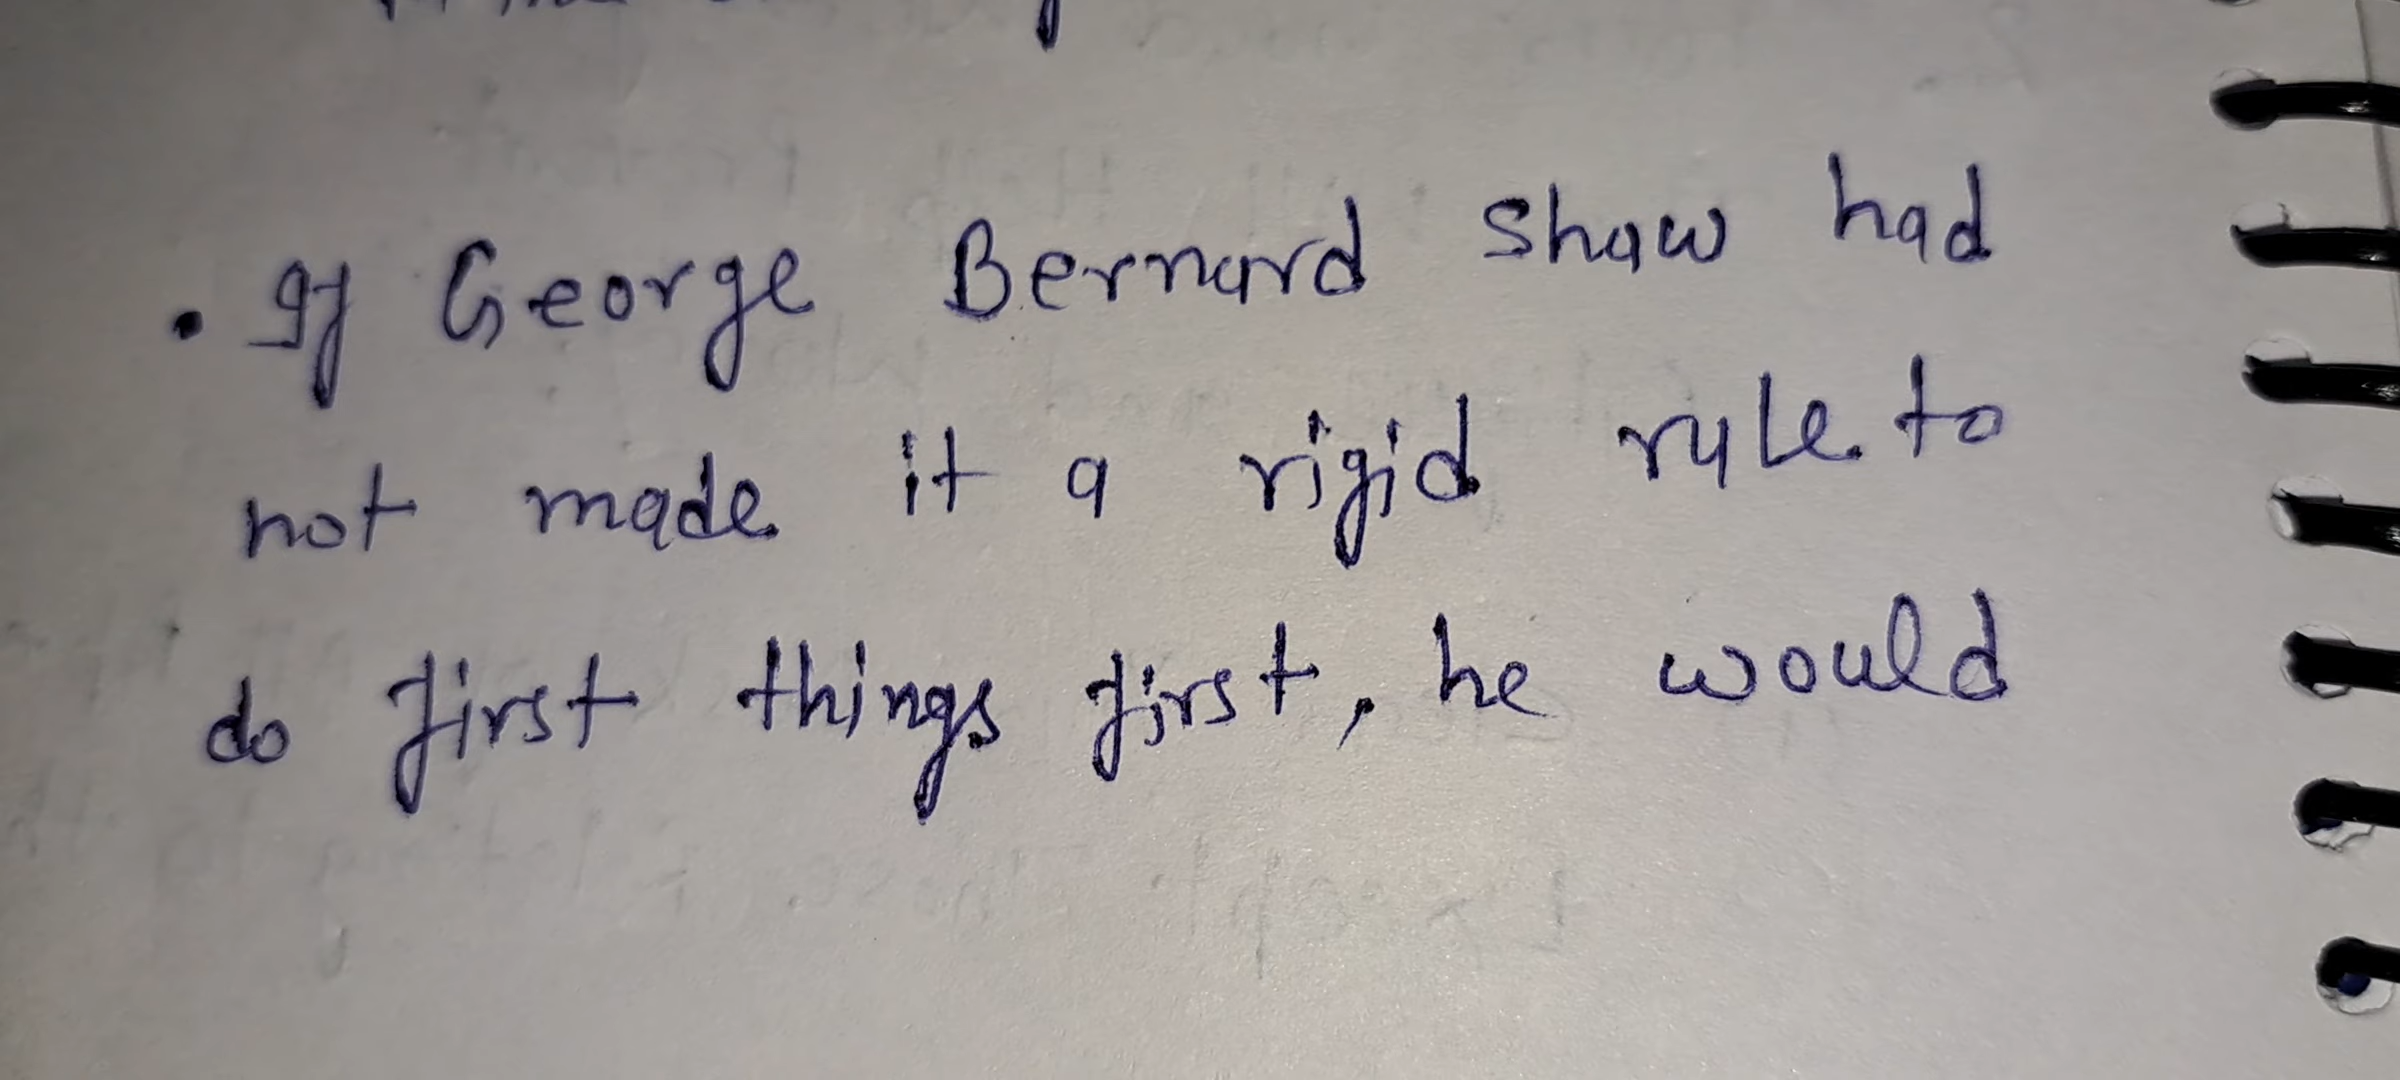 . If George Bernard Shaw had
not made it a rigid rule to
do first things first, he would